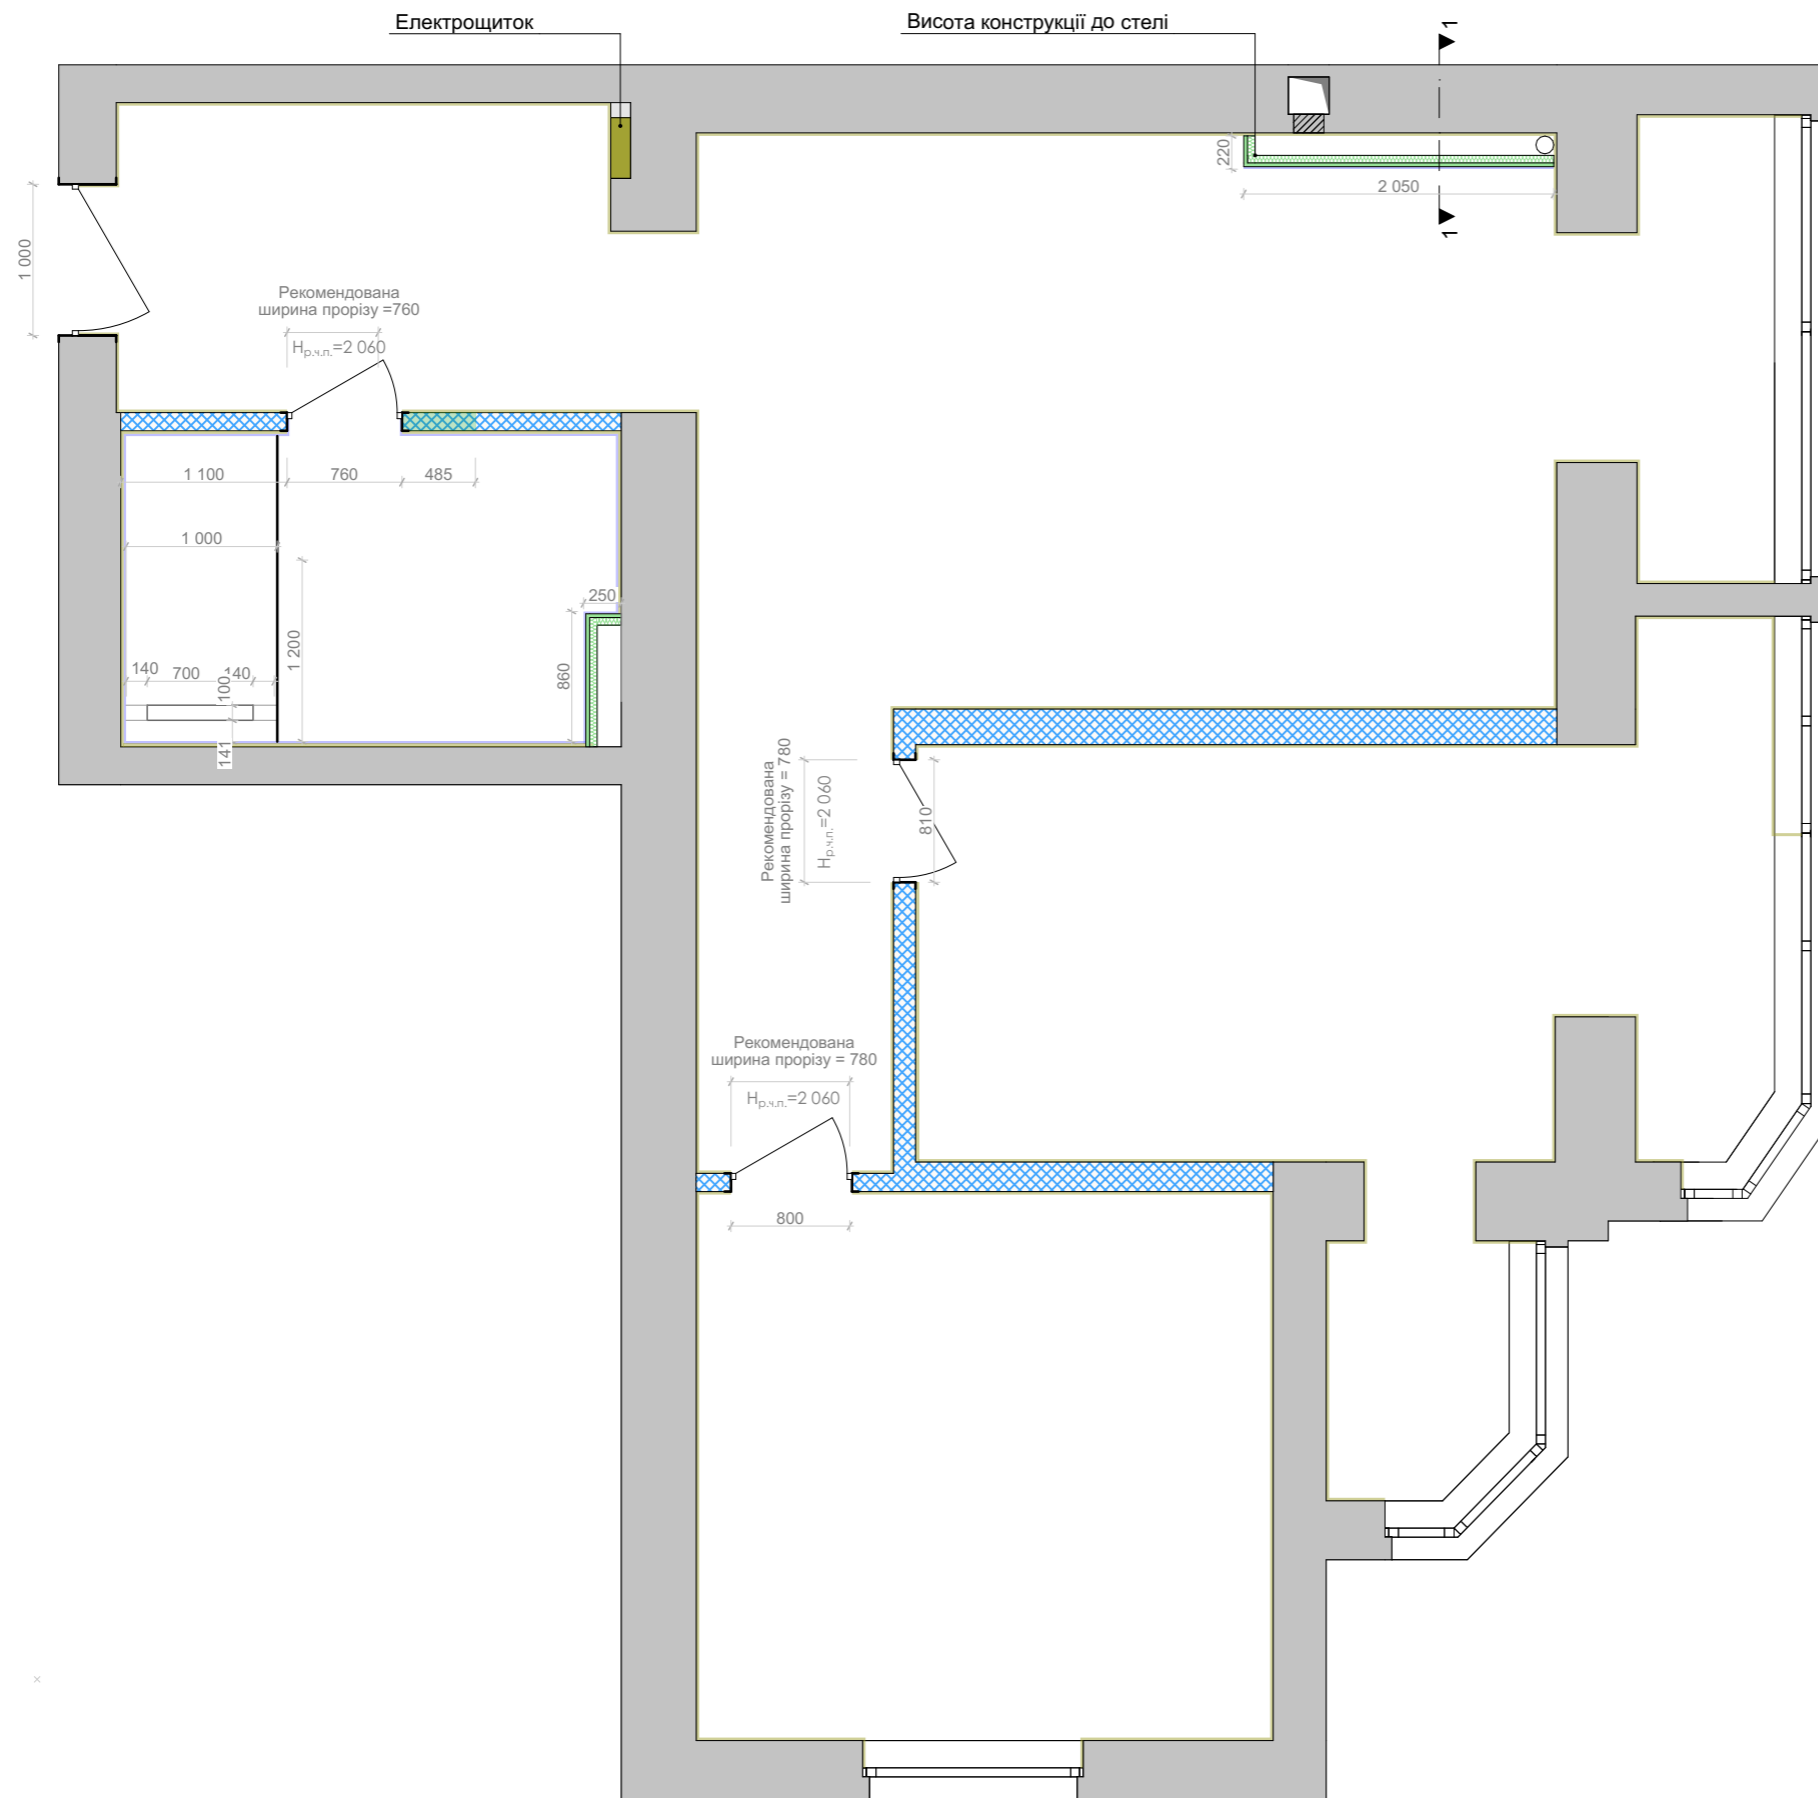 Електрощиток
Висота конструкції до стелі
1
1
220
2 050
1 000
Рекомендована
ширина прорізу =760
Hр.ч.п.=2 060
1 100
760
485
1 000
250
1 200
860
140
700
140
100
141
Рекомендована
ширина прорізу = 780
Hр.ч.п.=2 060
810
Рекомендована
ширина прорізу = 780
Hр.ч.п.=2 060
800